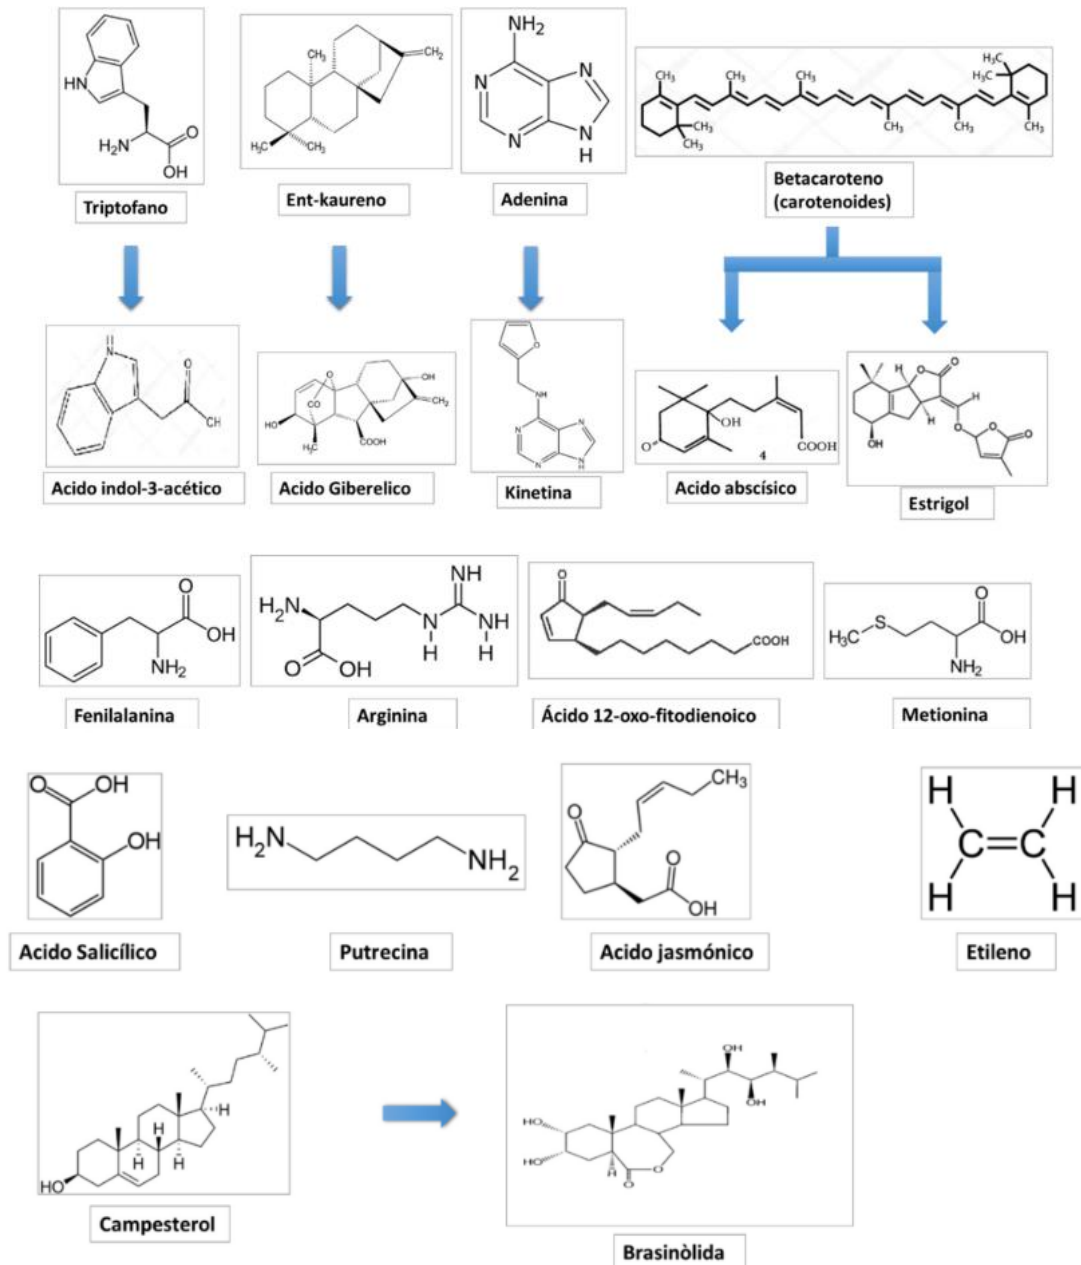 Triptofano
Ent-kaureno
Adenina
Betacaroteno
(carotenoides)
Acido indol-3-acético
Acido Giberelico
Kinetina
Acido abscísico
Estrigol
Fenilalanina
Arginina
Ácido 12-oxo-fitodienoico
Metionina
Acido Salicílico
Putrecina
Acido jasmónico
Etileno
Campesterol
Brasinòlida